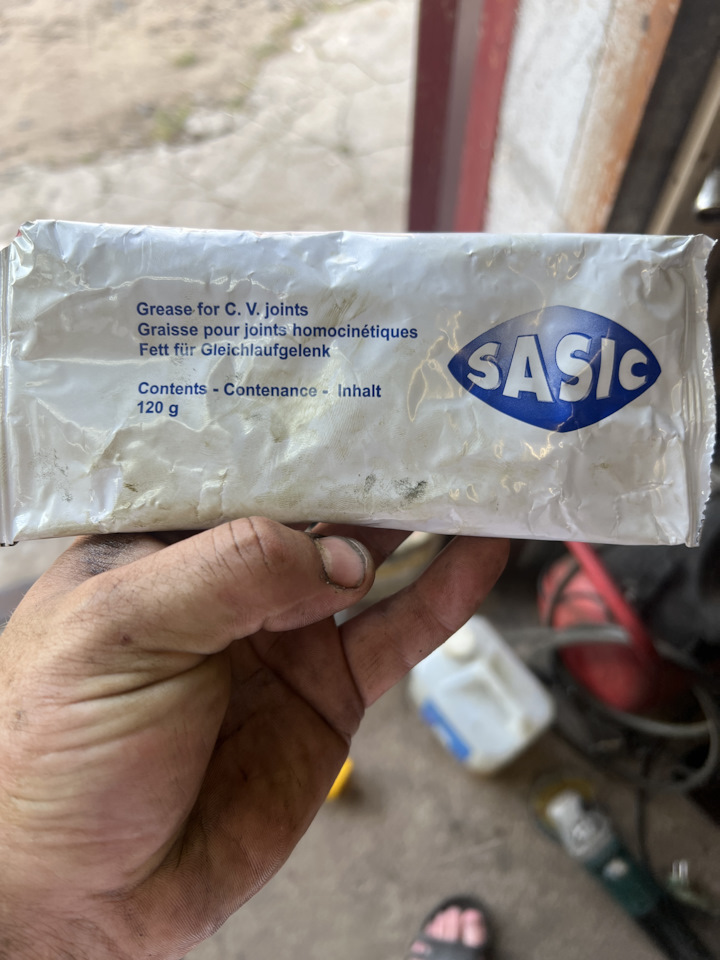 Grease for C. V. joints
Graisse pour joints homocinétiques
Fett für Gleichlaufgelenk
Contents - Contenance - Inhalt
120 g
SASIC